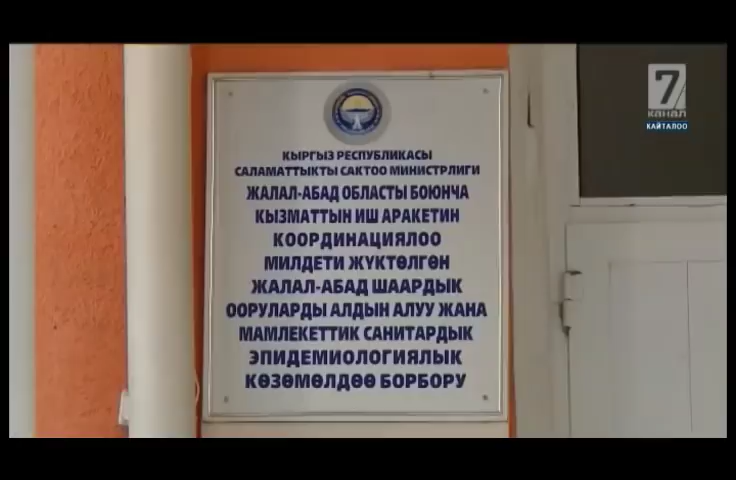 7
КАНАЛ
КАЙТАЛОО
КЫРГЫЗ РЕСПУБЛИКАСЫ
САЛАМАТТЫКТЫ САКТОО МИНИСТРЛИГИ
ЖАЛАЛ-АБАД ОБЛАСТЫ БОЮНЧА
КЫЗМАТТЫН ИШ АРАКЕТИН
КООРДИНАЦИЯЛОО
МИЛДЕТИ ЖҮКТӨЛГӨН
ЖАЛАЛ-АБАД ШААРДЫК
ООРУЛАРДЫ АЛДЫН АЛУУ ЖАНА
МАМЛЕКЕТТИК САНИТАРДЫК
ЭПИДЕМИОЛОГИЯЛЫК
КӨЗӨМӨЛДӨӨ БОРБОРУ